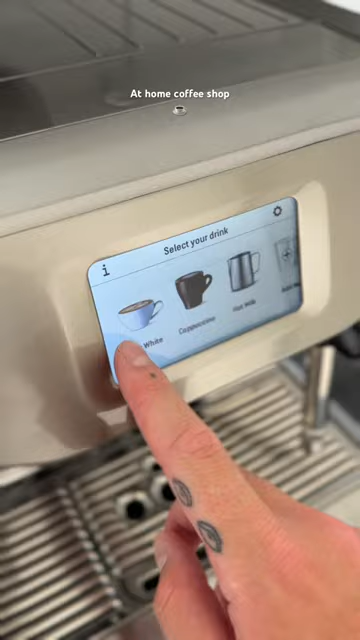 At home coffee shop
i
Select your drink
White
Cappuccino
Hot Milk